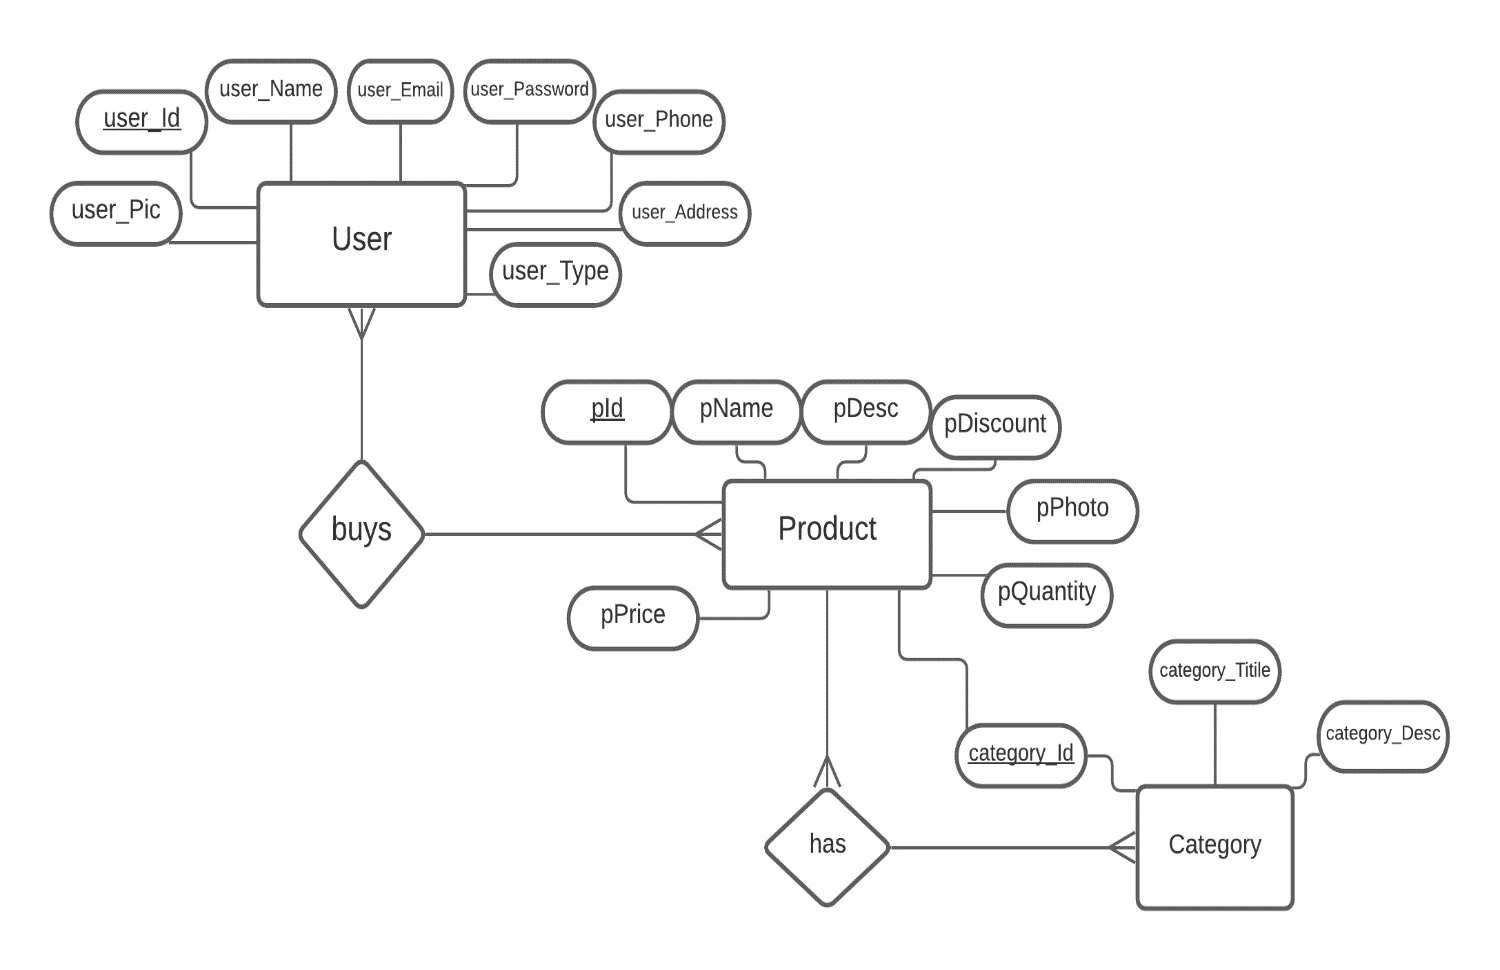 user_Name
user_Email
user_Password
user_Id
user_Phone
user_Pic
user_Address
User
user_Type
pId
pName
pDesc
pDiscount
pPhoto
buys
Product
pQuantity
pPrice
category_Titile
category_Desc
category_Id
has
Category